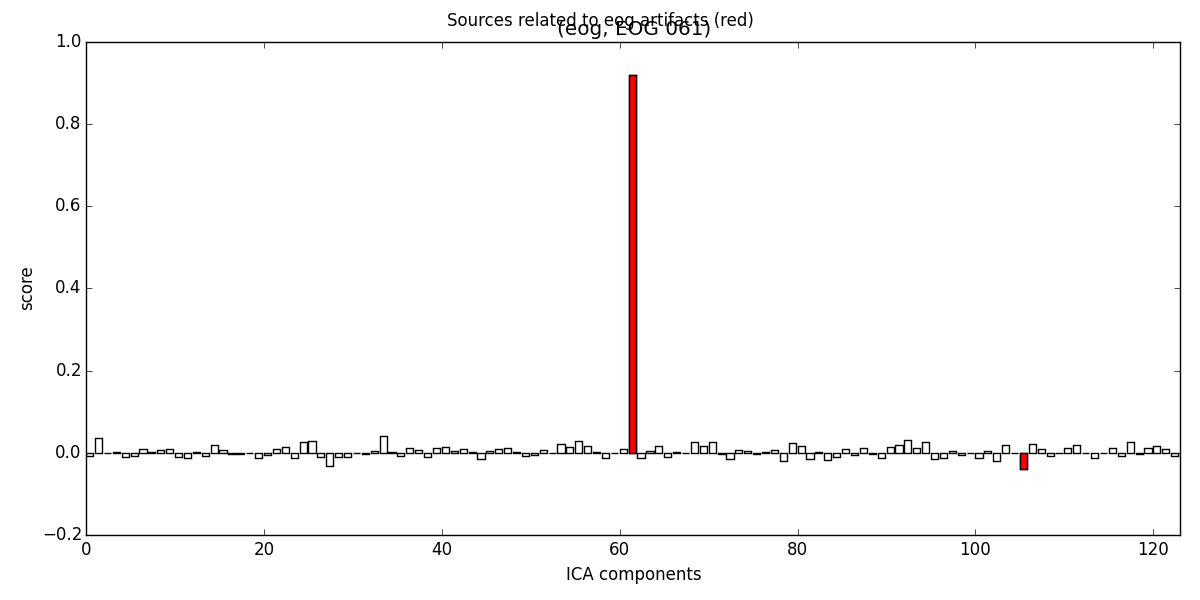 Sources related to eog artifacts (red)
(eog, EOG 061)
1.0
0.8
0.6
0.4
0.2
0.0
−0.2
score
0 20 40 60 80 100 120
ICA components